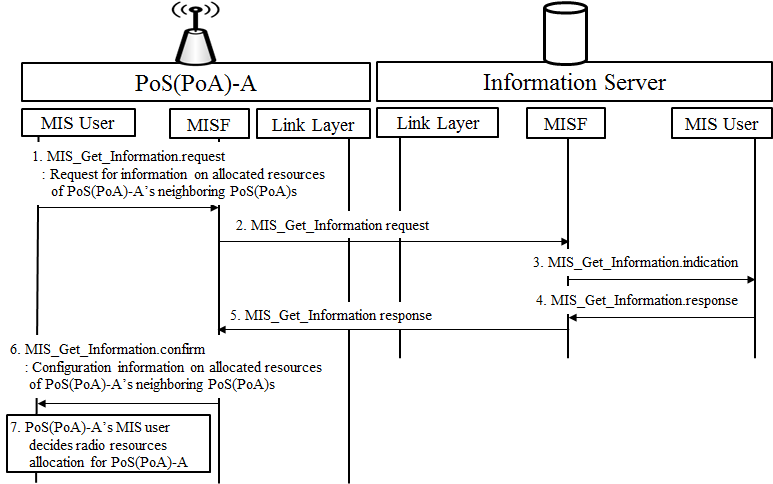 PoS(PoA)-A
Information Server
MIS User
MISF
Link Layer
Link Layer
MISF
MIS User
1. MIS_Get_Information.request
: Request for information on allocated resources
of PoS(PoA)-A’s neighboring PoS(PoA)s
2. MIS_Get_Information request
3. MIS_Get_Information.indication
4. MIS_Get_Information.response
5. MIS_Get_Information response
6. MIS_Get_Information.confirm
: Configuration information on allocated resources
of PoS(PoA)-A’s neighboring PoS(PoA)s
7. PoS(PoA)-A’s MIS user
decides radio resources
allocation for PoS(PoA)-A